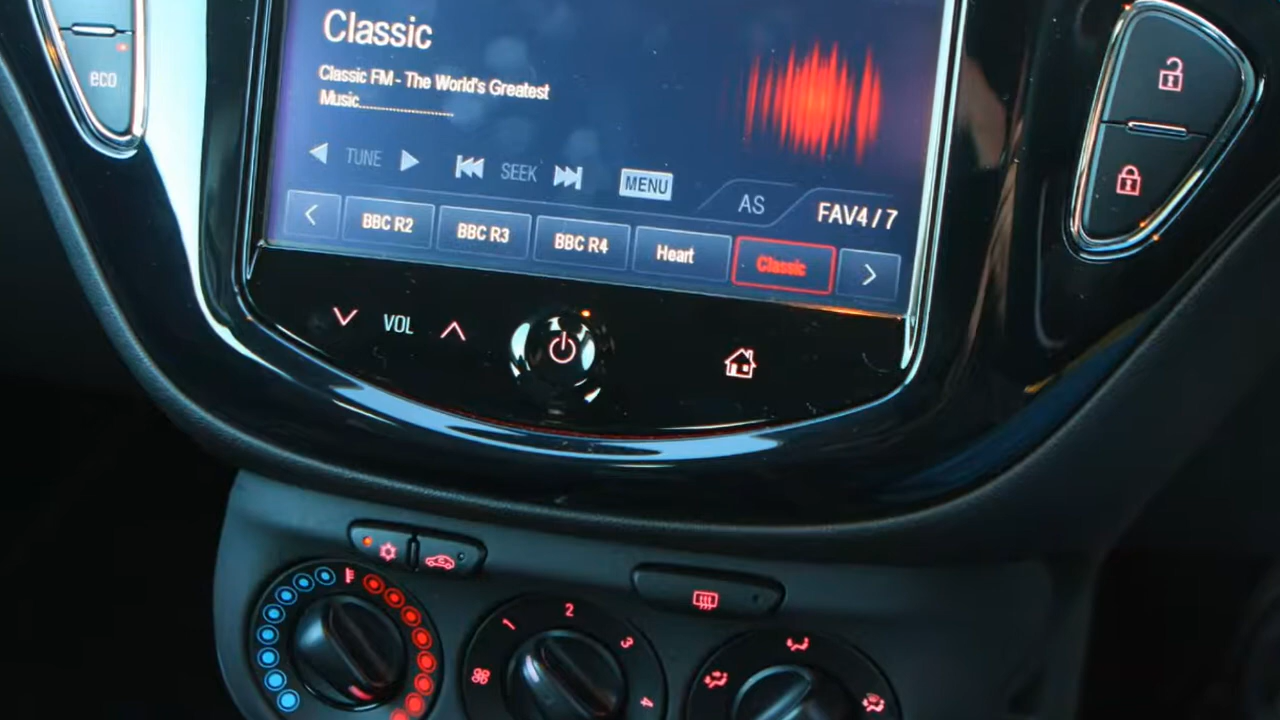 Classic
Classic FM - The World's Greatest
Music....................
TUNE
SEEK
MENU
AS
FAV4 / 7
BBC R2
BBC R3
BBC R4
Heart
Classic
VOL
eco
1
2
3
4